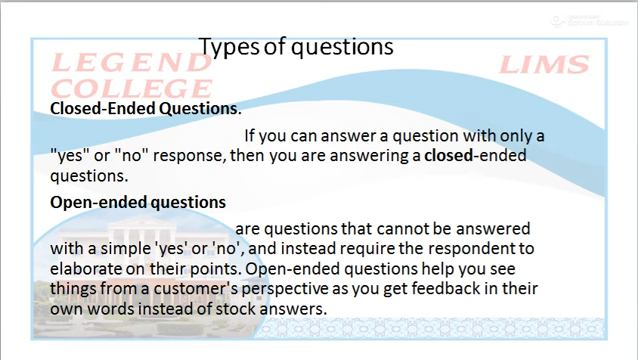 Types of questions
LEGEND
COLLEGE
LIMS
Closed-Ended Questions.
If you can answer a question with only a
"yes" or "no" response, then you are answering a closed-ended
questions.
Open-ended questions
are questions that cannot be answered
with a simple 'yes' or 'no', and instead require the respondent to
elaborate on their points. Open-ended questions help you see
things from a customer's perspective as you get feedback in their
own words instead of stock answers.